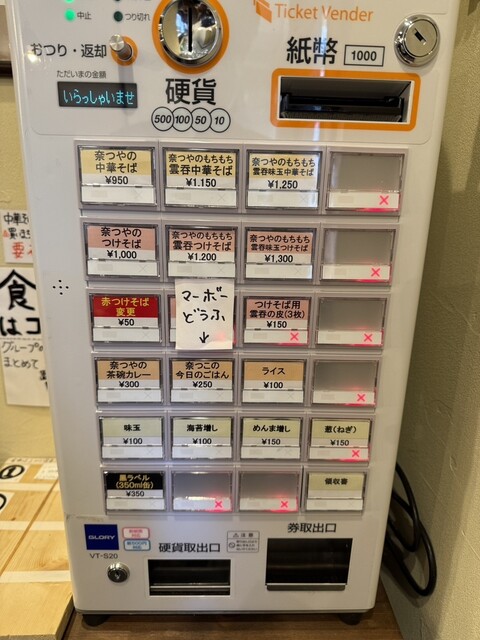 Ticket Vender
中止
つり切れ
おつり・返却
ただいまの金額
いらっしゃいませ
硬貨
500 100 50 10
紙幣 1000
奈つやの
中華そば
¥950
奈つやのもちもち
雲呑中華そば
¥1,150
奈つやのもちもち
雲呑味玉中華そば
¥1,250
奈つやの
つけそば
¥1,000
奈つやのもちもち
雲呑つけそば
¥1,200
奈つやのもちもち
雲呑味玉つけそば
¥1,300
赤つけそば
変更
¥50
マーボー
どうふ
↓
つけそば用
雲呑の皮(3枚)
¥150
奈つやの
茶碗カレー
¥300
奈つこの
今日のごはん
¥250
ライス
¥100
味玉
¥100
海苔増し
¥100
めんま増し
¥150
葱(ねぎ)
¥150
黒ラベル
(350ml缶)
¥350
領収書
GLORY
VT-S20
硬貨取出口
注意
券取出口
食
はコ
グループの
まとめて